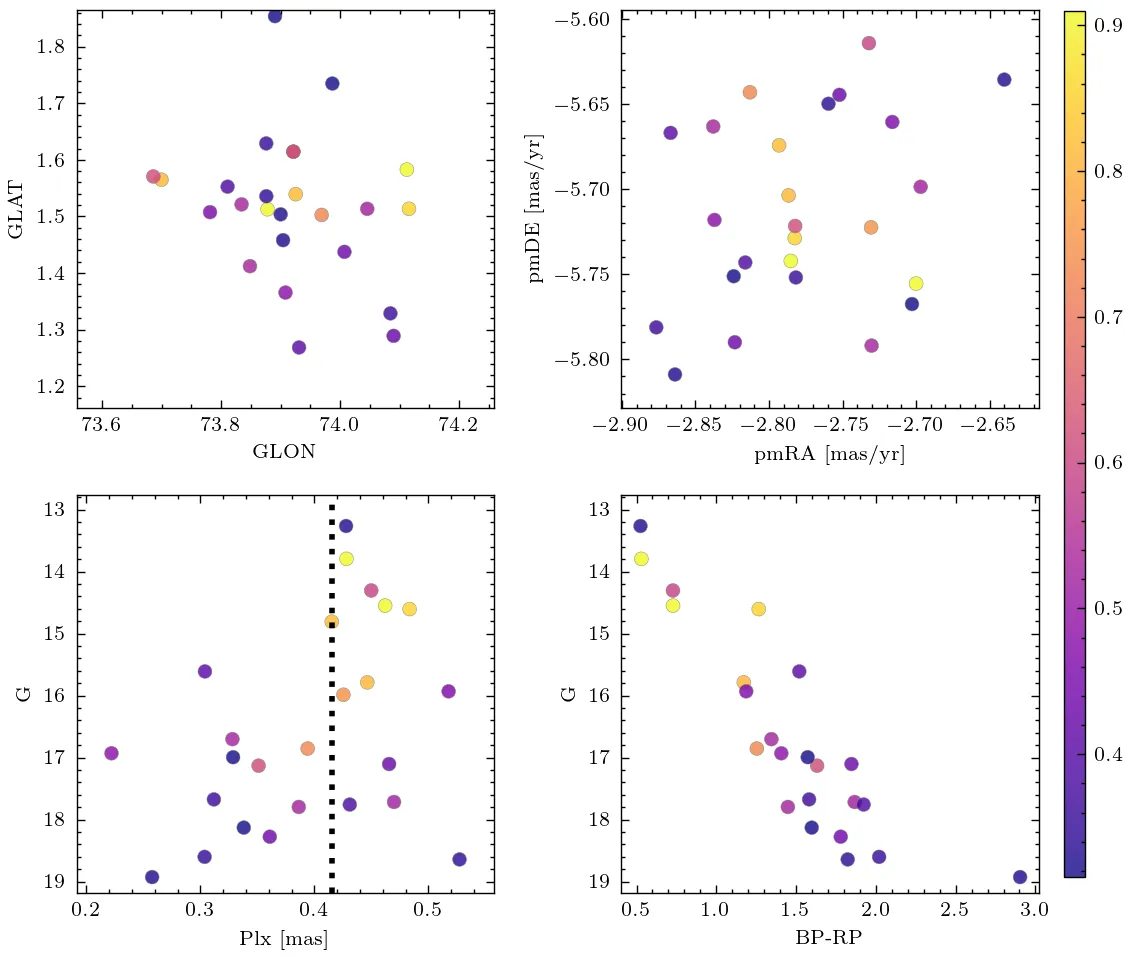 1.8
1.7
1.6
1.5
1.4
1.3
1.2
GLAT
73.6 73.8 74.0 74.2
GLON
−5.60
−5.65
−5.70
−5.75
−5.80
pmDE [mas/yr]
−2.90 −2.85 −2.80 −2.75 −2.70 −2.65
pmRA [mas/yr]
0.9
0.8
0.7
0.6
0.5
0.4
13
14
15
16
17
18
19
G
0.2 0.3 0.4 0.5
Plx [mas]
13
14
15
16
17
18
19
G
0.5 1.0 1.5 2.0 2.5 3.0
BP-RP